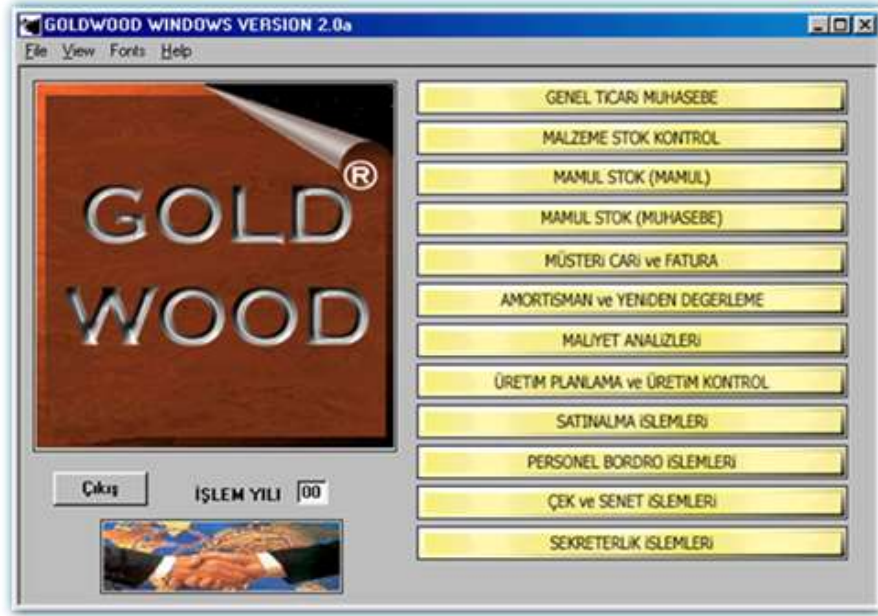 GOLDWOOD WINDOWS VERSION 2.0a
File View Fonts Help
GOLD®
WOOD
GENEL TiCARi MUHASEBE
MALZEME STOK KONTROL
MAMUL STOK (MAMUL)
MAMUL STOK (MUHASEBE)
MÜSTERi CARi ve FATURA
AMORTiSMAN ve YENiDEN DEGERLEME
MALiYET ANALiZLERi
ÜRETiM PLANLAMA ve ÜRETiM KONTROL
SATINALMA iSLEMLERi
PERSONEL BORDRO iSLEMLERi
ÇEK ve SENET iSLEMLERi
SEKRETERLiK iSLEMLERi
Çıkış
İŞLEM YILI 00